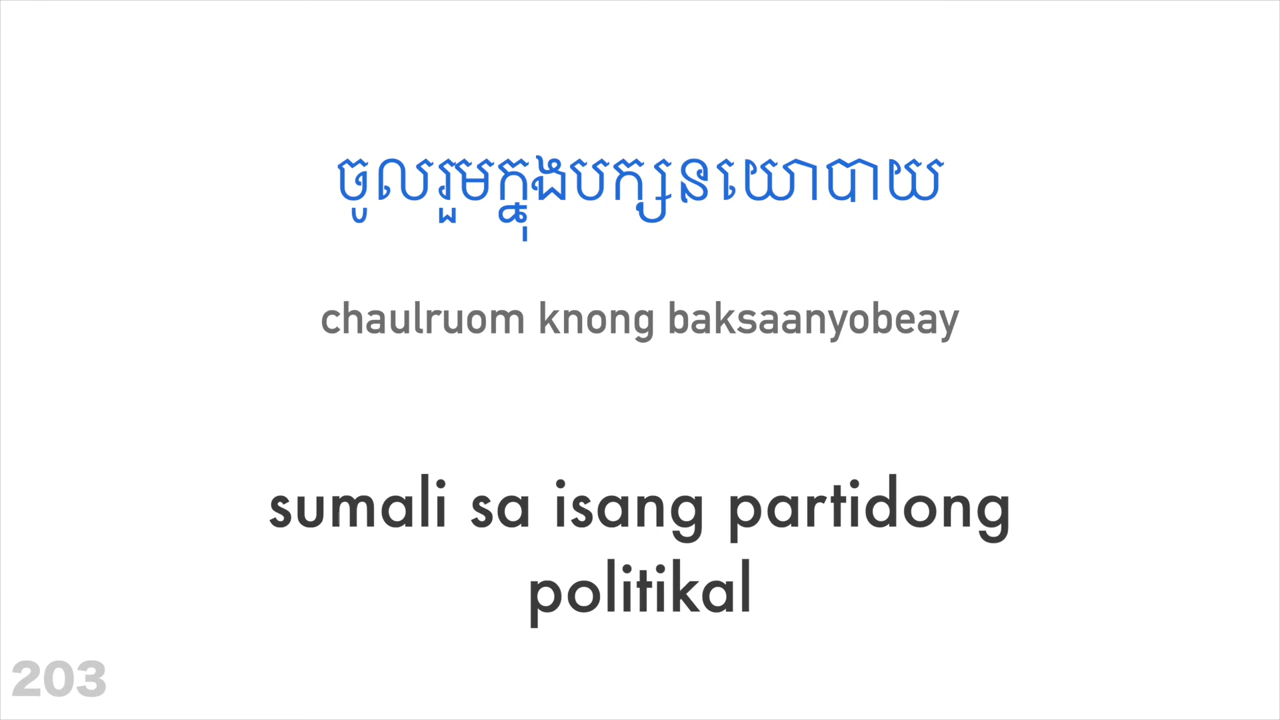 ចូលរួមក្នុងបក្សនយោបាយ
chaulruom knong baksaanyobeay
sumali sa isang partidong
politikal
203